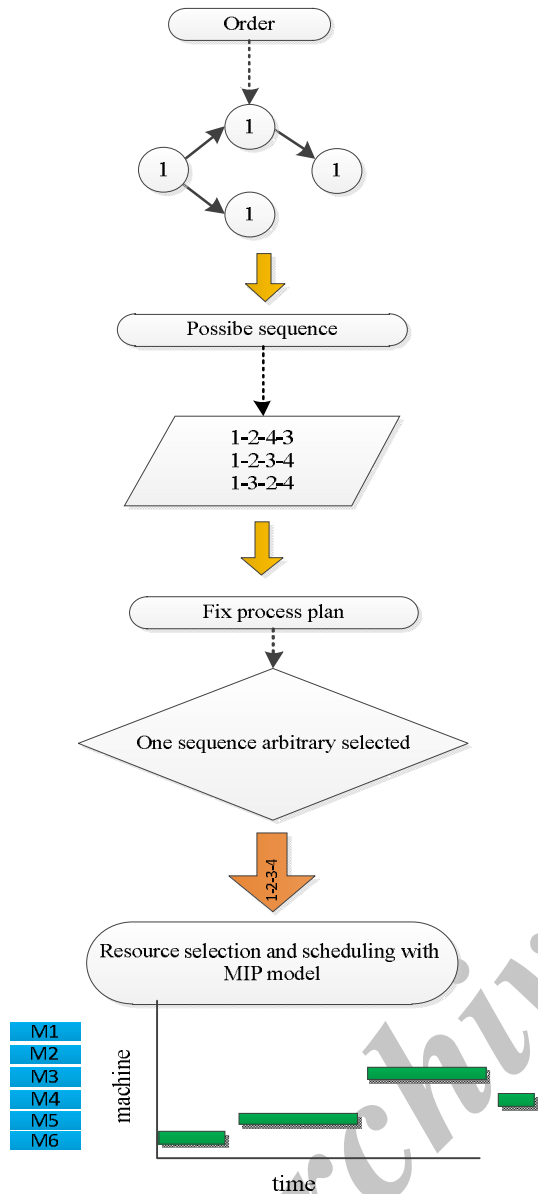 Order
1
1
1
1
Possibe sequence
1-2-4-3
1-2-3-4
1-3-2-4
Fix process plan
One sequence arbitrary selected
1-2-3-4
Resource selection and scheduling with
MIP model
M1
M2
M3
M4
M5
M6
machine
time